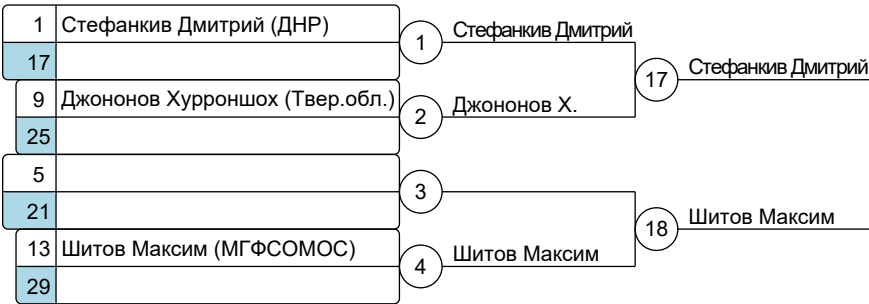 1 Стефанкив Дмитрий (ДНР)
17
1 Стефанкив Дмитрий
9 Джононов Хурроншох (Твер.обл.)
25
2 Джононов Х.
17 Стефанкив Дмитрий
5
21
3
13 Шитов Максим (МГФСОМОС)
29
4 Шитов Максим
18 Шитов Максим